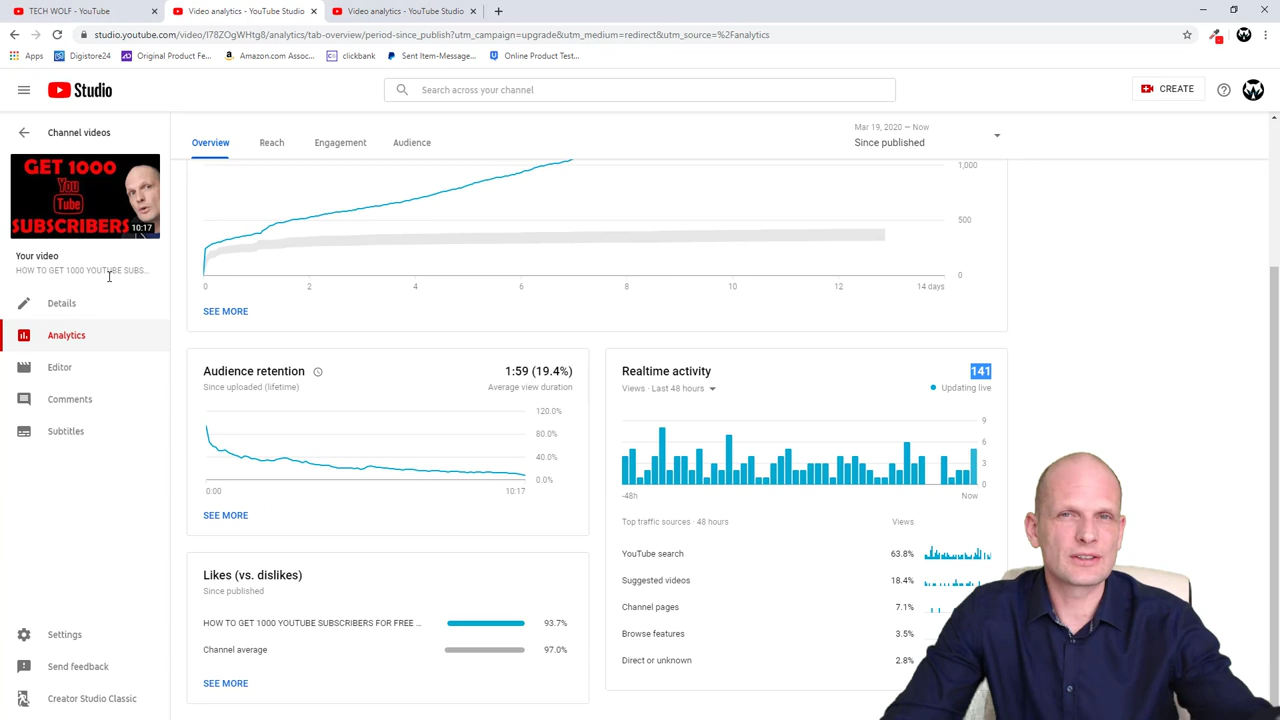 TECH WOLF - YouTube
Video analytics - YouTube Studio
Video analytics - YouTube Studio
studio.youtube.com/video/I78ZOgWHtg8/analytics/tab-overview/period-since_publish?utm_campaign=upgrade&utm_medium=redirect&utm_source=%2Fanalytics
Apps
Digistore24
Original Product Fe...
Amazon.com Assoc...
clickbank
Sent Item-Message...
Online Product Test...
Studio
Search across your channel
CREATE
Channel videos
Overview
Reach
Engagement
Audience
Mar 19, 2020 – Now
Since published
GET 1000
You
Tube
SUBSCRIBERS
10:17
Your video
HOW TO GET 1000 YOUTUBE SUBS...
Details
Analytics
Editor
Comments
Subtitles
Settings
Send feedback
Creator Studio Classic
1,000
500
0
0
2
4
6
8
10
12
14 days
SEE MORE
Audience retention
1:59 (19.4%)
Since uploaded (lifetime)
Average view duration
120.0%
80.0%
40.0%
0.0%
0:00
10:17
SEE MORE
Likes (vs. dislikes)
Since published
HOW TO GET 1000 YOUTUBE SUBSCRIBERS FOR FREE ...
93.7%
Channel average
97.0%
SEE MORE
Realtime activity
141
Views · Last 48 hours
Updating live
9
6
3
0
-48h
Now
Top traffic sources · 48 hours
Views
YouTube search
63.8%
Suggested videos
18.4%
Channel pages
7.1%
Browse features
3.5%
Direct or unknown
2.8%